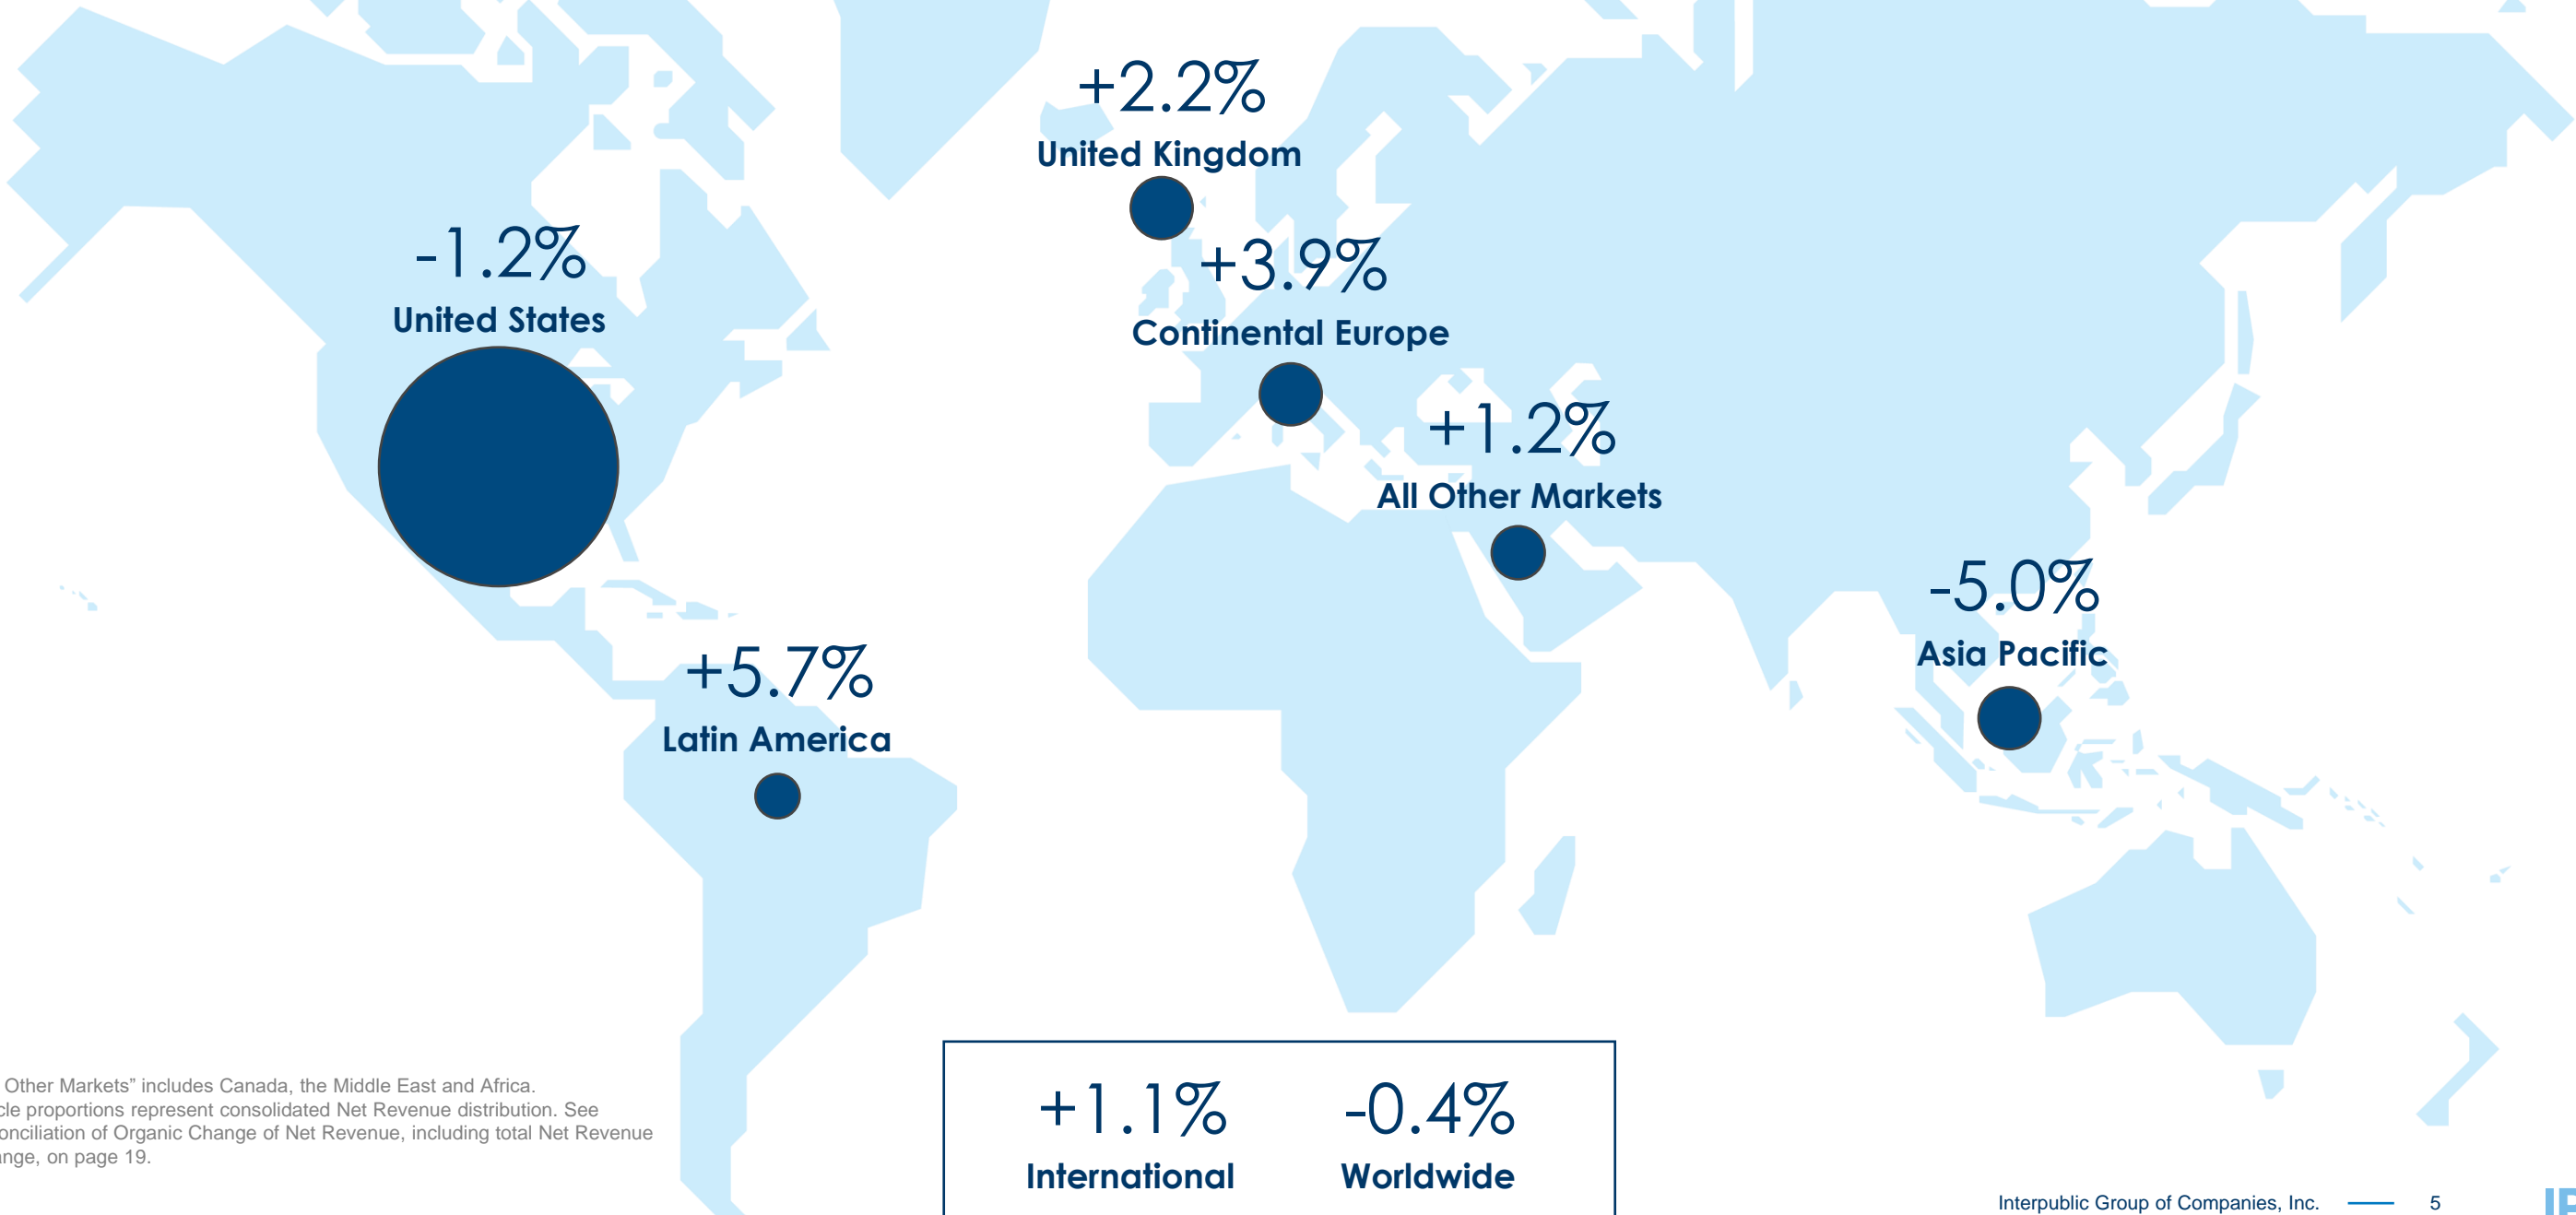 +2.2%
United Kingdom
-1.2%
United States
+3.9%
Continental Europe
+1.2%
All Other Markets
-5.0%
Asia Pacific
+5.7%
Latin America
Other Markets” includes Canada, the Middle East and Africa.
proportions represent consolidated Net Revenue distribution. See
of Organic Change of Net Revenue, including total Net Revenue
on page 19.
+1.1% -0.4%
International Worldwide
Interpublic Group of Companies, Inc. 5